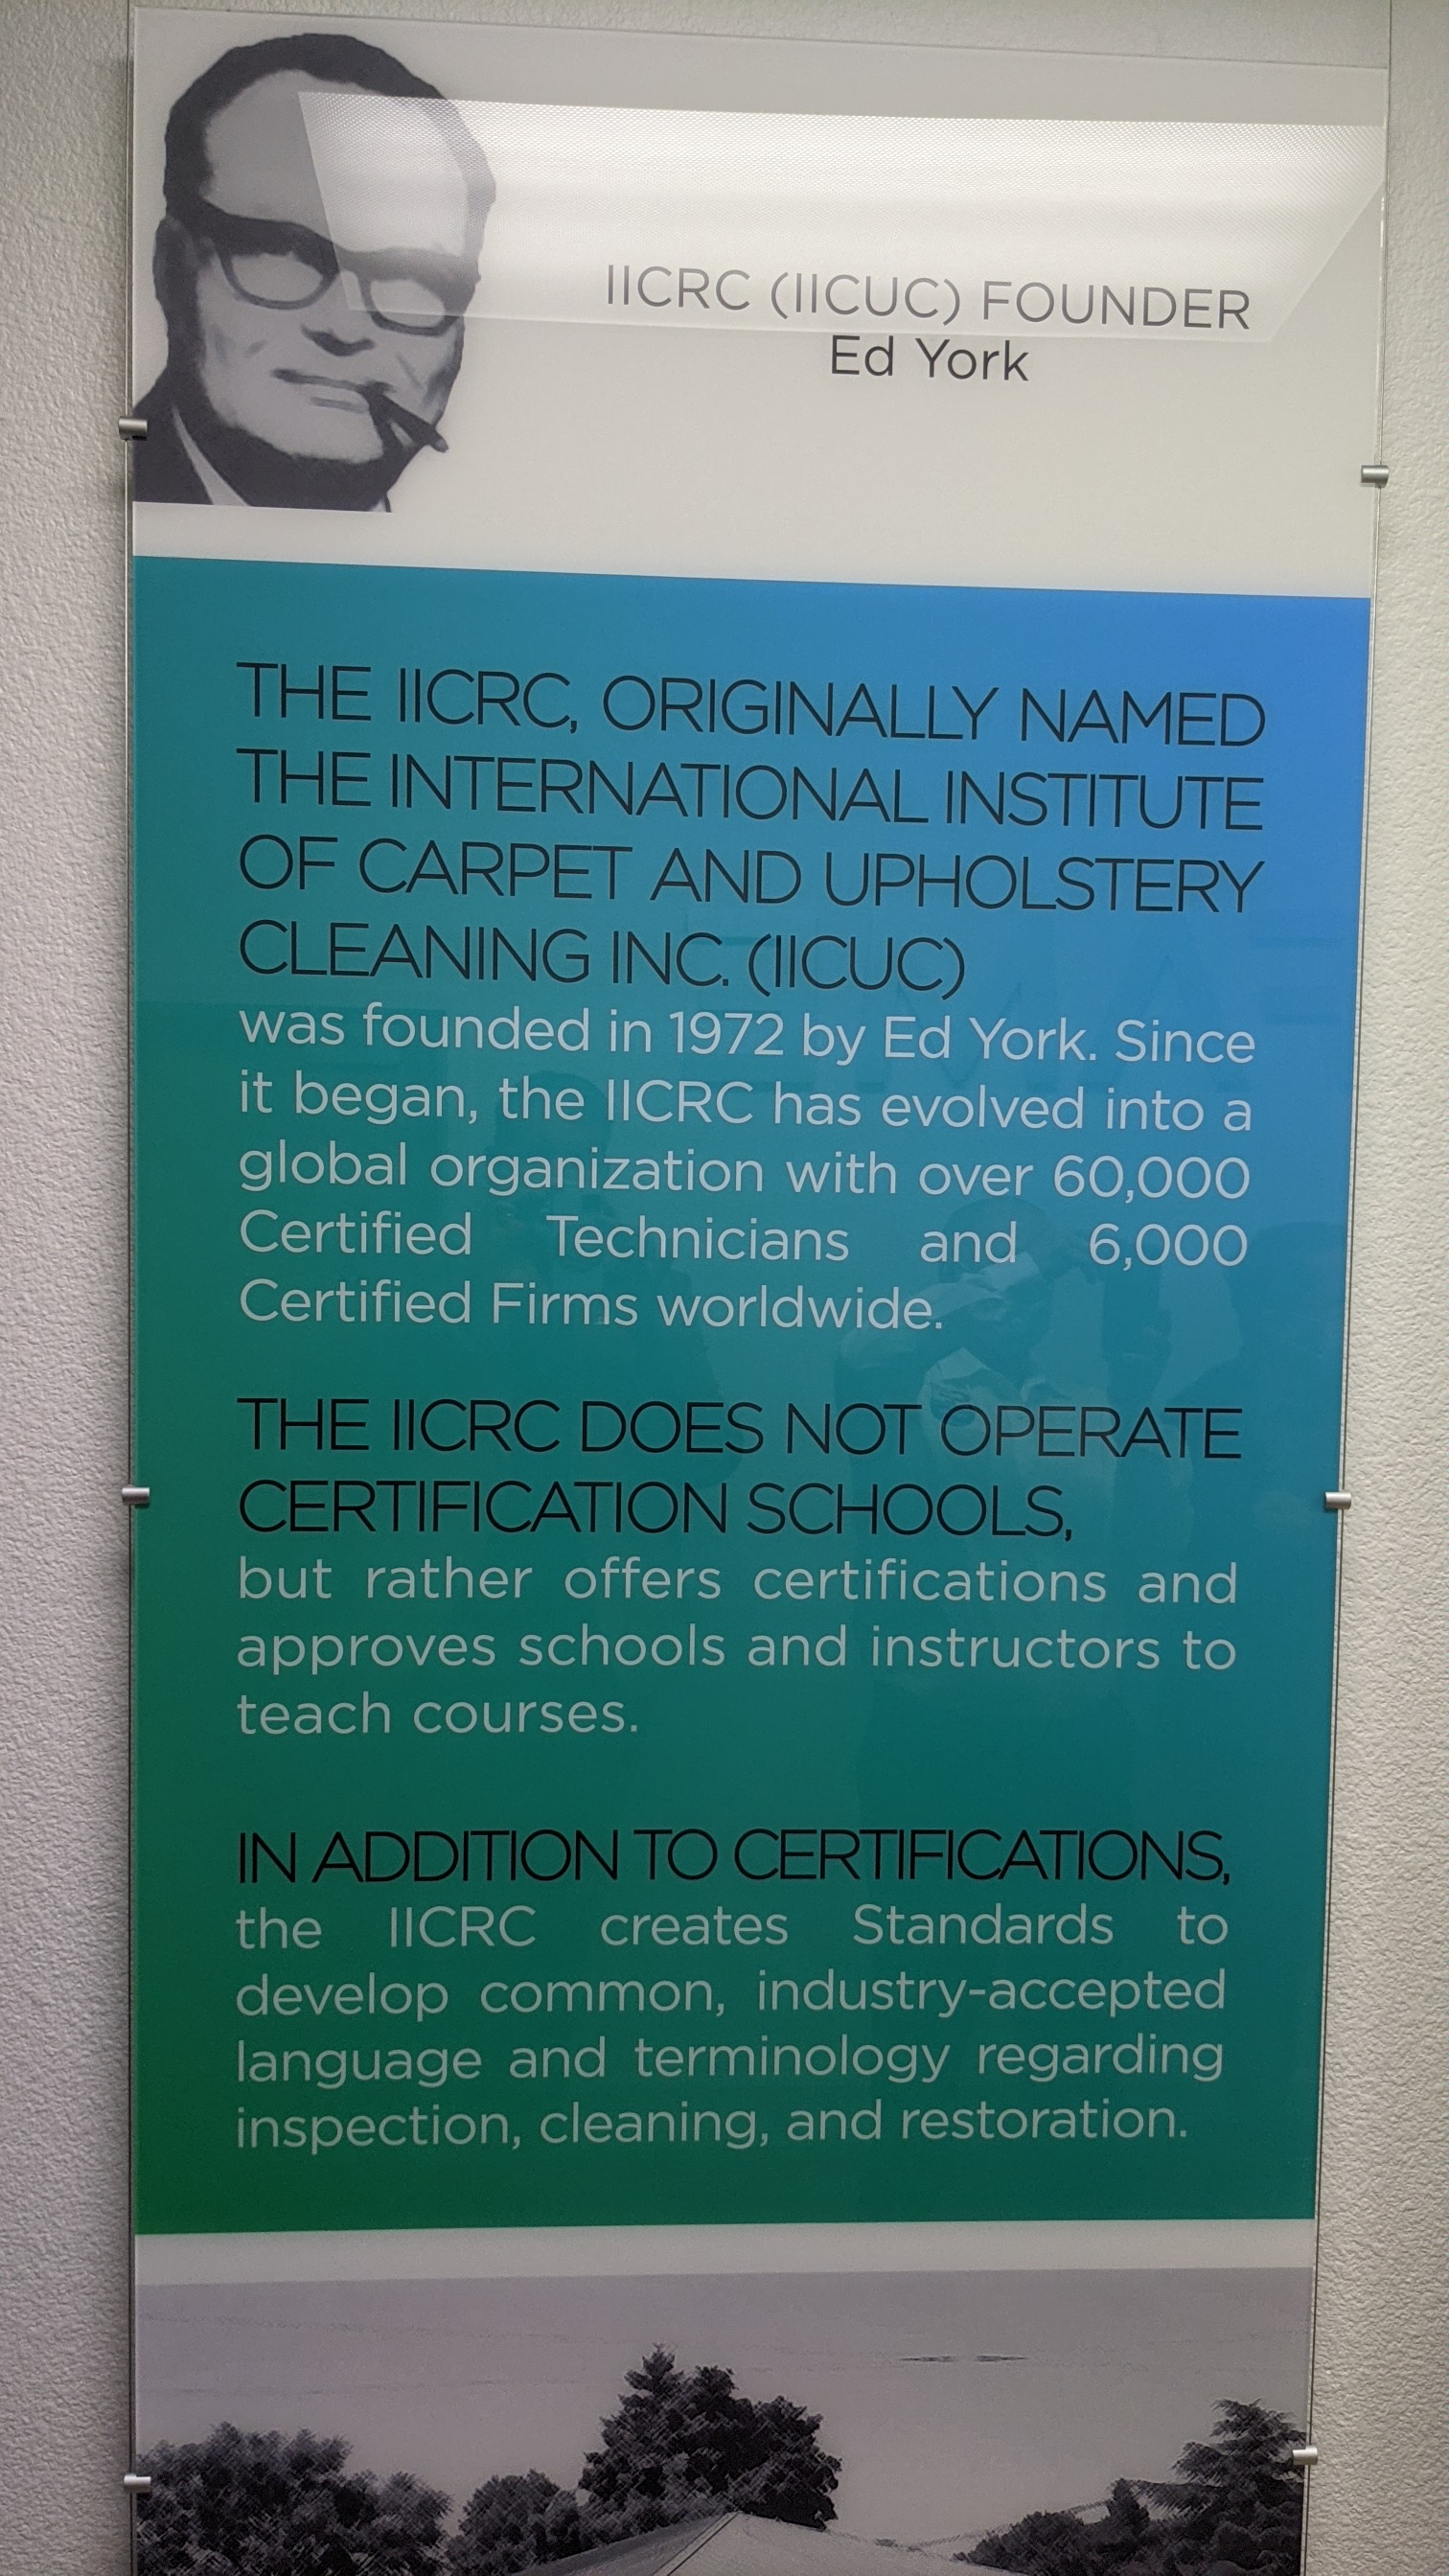 IICRC (IICUC) FOUNDER
Ed York
THE IICRC, ORIGINALLY NAMED
THE INTERNATIONAL INSTITUTE
OF CARPET AND UPHOLSTERY
CLEANING INC. (IICUC)
was founded in 1972 by Ed York. Since
it began, the IICRC has evolved into a
global organization with over 60,000
Certified Technicians and 6,000
Certified Firms worldwide.
THE IICRC DOES NOT OPERATE
CERTIFICATION SCHOOLS,
but rather offers certifications and
approves schools and instructors to
teach courses.
IN ADDITION TO CERTIFICATIONS,
the IICRC creates Standards to
develop common, industry-accepted
language and terminology regarding
inspection, cleaning, and restoration.